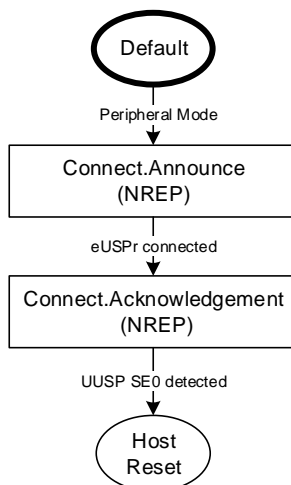 Default
Peripheral Mode
Connect.Announce
(NREP)
eUSPr connected
Connect.Acknowledgement
(NREP)
UUSP SE0 detected
Host
Reset